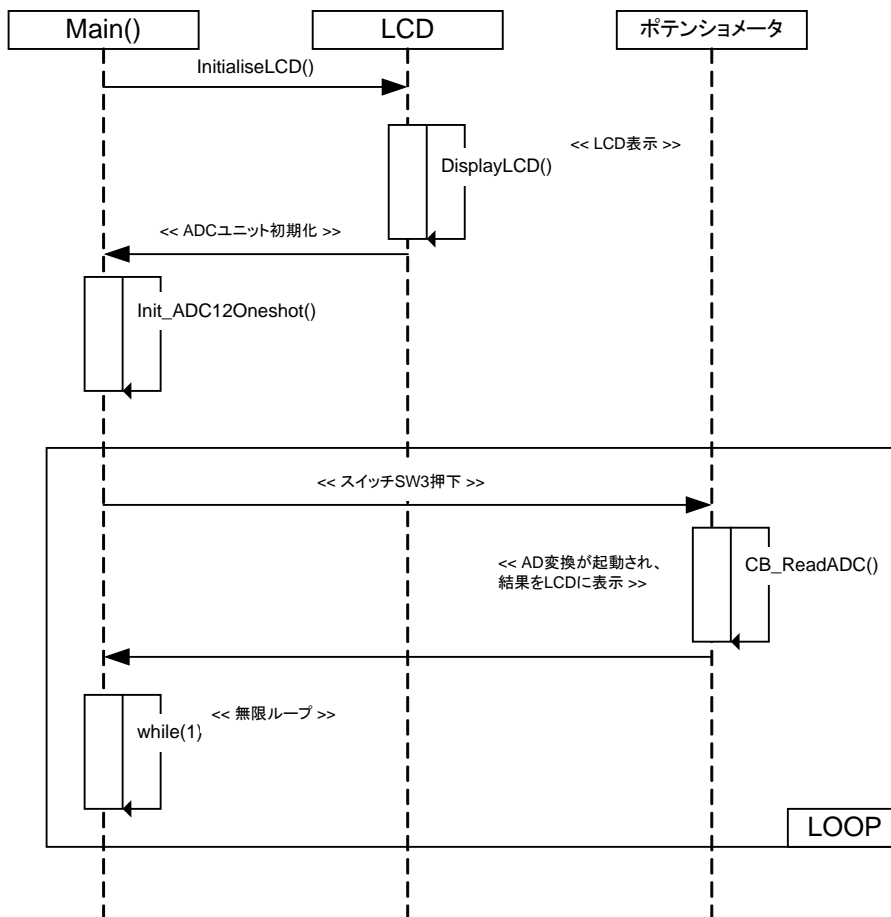 Main()
LCD
ポテンショメータ
InitialiseLCD()
<< LCD表示 >>
DisplayLCD()
<< ADCユニット初期化 >>
Init_ADC12Oneshot()
<< スイッチSW3押下 >>
<< AD変換が起動され、
結果をLCDに表示 >>
CB_ReadADC()
<< 無限ループ >>
while(1)
LOOP